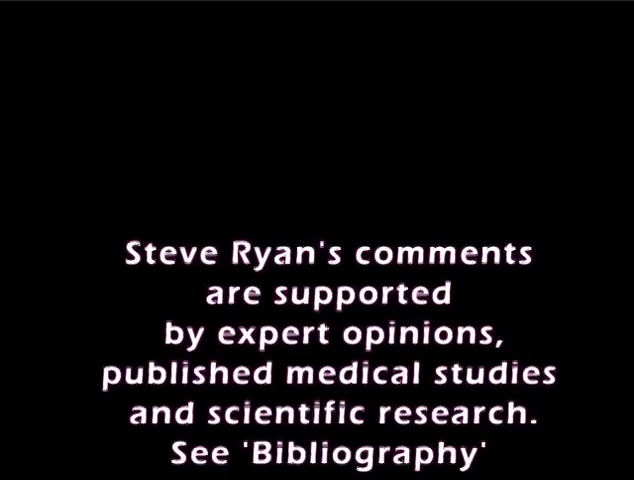 Steve Ryan's comments
are supported
by expert opinions,
published medical studies
and scientific research.
See 'Bibliography'